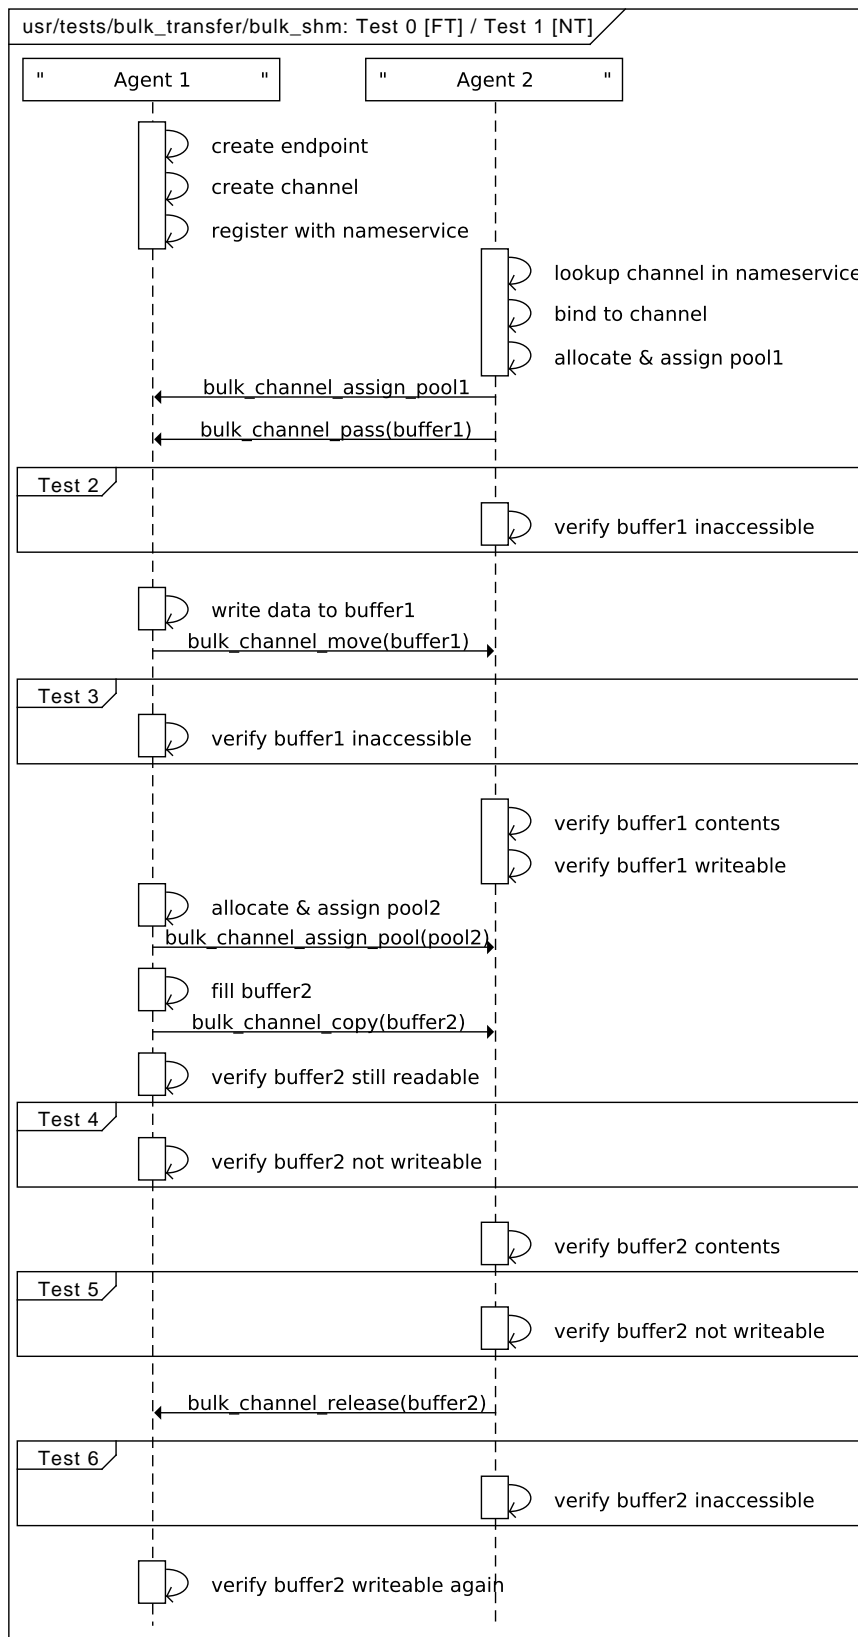 usr/tests/bulk_transfer/bulk_shm: Test 0 [FT] / Test 1 [NT]
" Agent 1 "
" Agent 2 "
create endpoint
create channel
register with nameservice
lookup channel in nameservice
bind to channel
allocate & assign pool1
bulk_channel_assign_pool1
bulk_channel_pass(buffer1)
Test 2
verify buffer1 inaccessible
write data to buffer1
bulk_channel_move(buffer1)
Test 3
verify buffer1 inaccessible
verify buffer1 contents
verify buffer1 writeable
allocate & assign pool2
bulk_channel_assign_pool(pool2)
fill buffer2
bulk_channel_copy(buffer2)
verify buffer2 still readable
Test 4
verify buffer2 not writeable
verify buffer2 contents
Test 5
verify buffer2 not writeable
bulk_channel_release(buffer2)
Test 6
verify buffer2 inaccessible
verify buffer2 writeable again